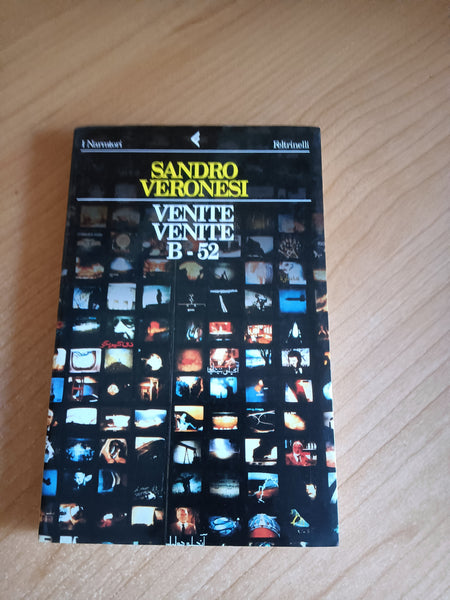 I Narratori
Feltrinelli
SANDRO
VERONESI
VENITE
VENITE
B - 52